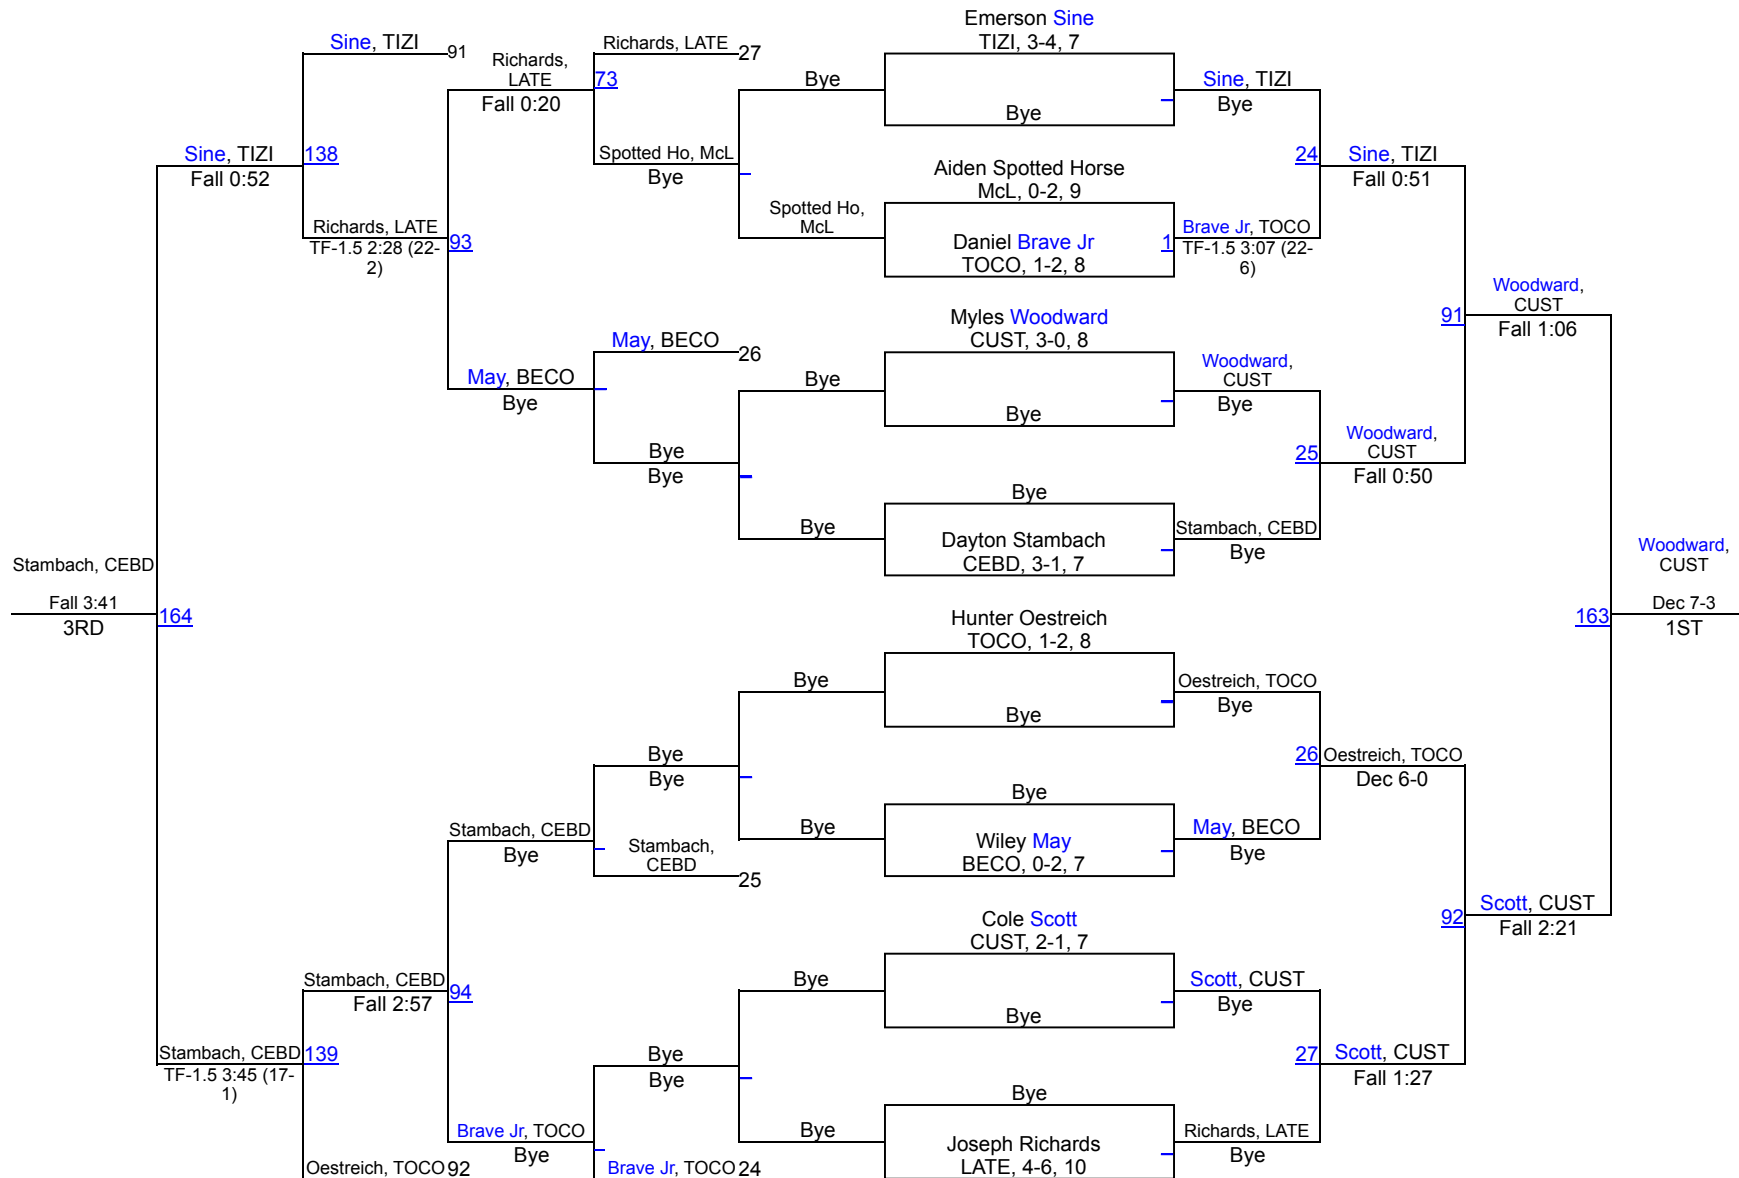 Emerson Sine
TIZI, 3-4, 7
Sine, TIZI
91
Richards, LATE
27
Richards,
LATE
73
Fall 0:20
Bye
Sine, TIZI
Bye
Bye
Sine, TIZI
138
Fall 0:52
Spotted Ho, McL
Bye
Aiden Spotted Horse
McL, 0-2, 9
24
Sine, TIZI
Fall 0:51
Spotted Ho,
McL
Richards, LATE
93
TF-1.5 2:28 (22-
2)
Daniel Brave Jr
TOCO, 1-2, 8
1
Brave Jr, TOCO
TF-1.5 3:07 (22-
6)
Woodward,
CUST
91
Fall 1:06
Myles Woodward
CUST, 3-0, 8
May, BECO
26
May, BECO
Bye
Bye
Woodward,
CUST
Bye
Bye
Bye
Bye
25
Woodward,
CUST
Fall 0:50
Bye
Bye
Dayton Stambach
CEBD, 3-1, 7
Stambach, CEBD
Bye
Stambach, CEBD
Fall 3:41
3RD
164
Woodward,
CUST
163
Dec 7-3
1ST
Hunter Oestreich
TOCO, 1-2, 8
Bye
Oestreich, TOCO
Bye
Bye
Bye
Bye
26
Oestreich, TOCO
Dec 6-0
Bye
Stambach, CEBD
Bye
Stambach,
CEBD
25
Bye
Wiley May
BECO, 0-2, 7
May, BECO
Bye
Cole Scott
CUST, 2-1, 7
92
Scott, CUST
Fall 2:21
Stambach, CEBD
94
Fall 2:57
Bye
Scott, CUST
Bye
Bye
Stambach, CEBD
139
TF-1.5 3:45 (17-
1)
Bye
Bye
27
Scott, CUST
Fall 1:27
Bye
Brave Jr, TOCO
Bye
Bye
Joseph Richards
LATE, 4-6, 10
Richards, LATE
Bye
Oestreich, TOCO
92
Brave Jr, TOCO
24